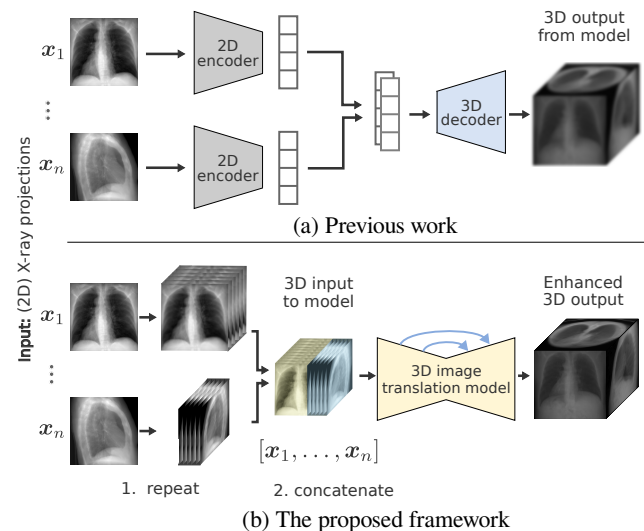 Input: (2D) X-ray projections
x₁
2D
encoder
3D output
from model
3D
decoder
⋮
xₙ
2D
encoder
(a) Previous work
x₁
3D input
to model
Enhanced
3D output
3D image
translation model
⋮
xₙ
[x₁, . . . , xₙ]
1. repeat
2. concatenate
(b) The proposed framework